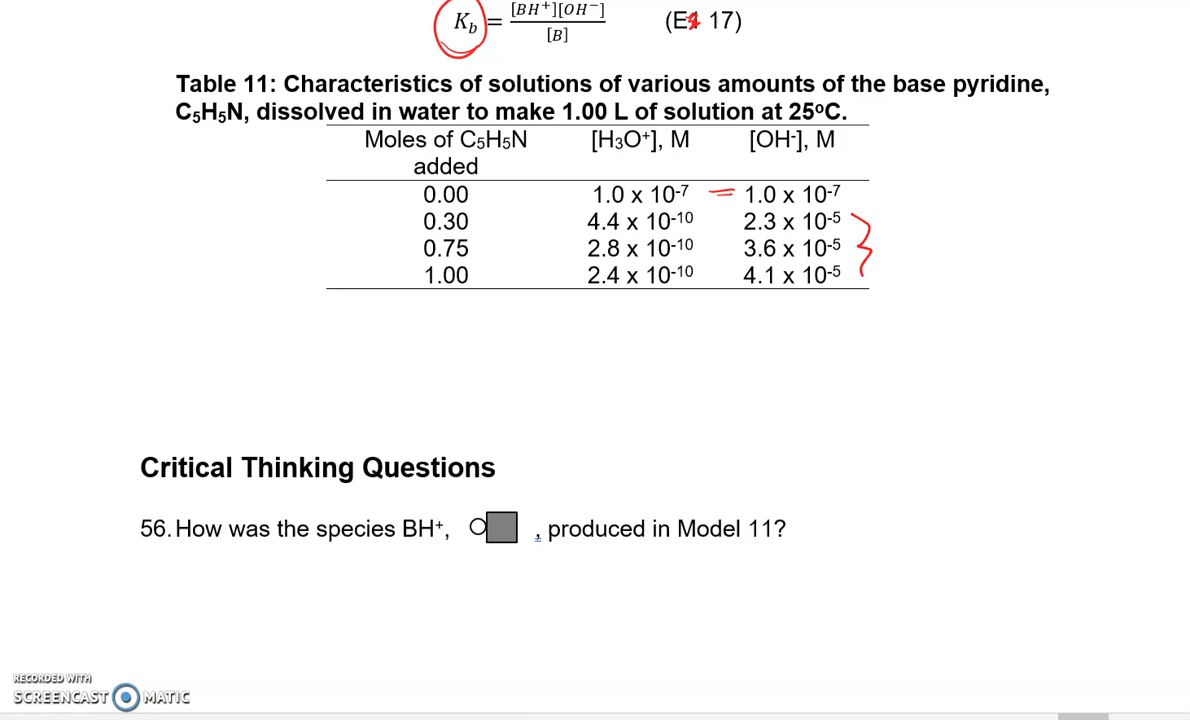 K_b = [BH⁺][OH⁻] / [B] (E 17)
Table 11: Characteristics of solutions of various amounts of the base pyridine,
C₅H₅N, dissolved in water to make 1.00 L of solution at 25ºC.
Moles of C₅H₅N added [H₃O⁺], M [OH⁻], M
0.00 1.0 x 10⁻⁷ = 1.0 x 10⁻⁷
0.30 4.4 x 10⁻¹⁰ 2.3 x 10⁻⁵
0.75 2.8 x 10⁻¹⁰ 3.6 x 10⁻⁵
1.00 2.4 x 10⁻¹⁰ 4.1 x 10⁻⁵
Critical Thinking Questions
56. How was the species BH⁺, , produced in Model 11?
RECORDED WITH
SCREENCAST MATIC